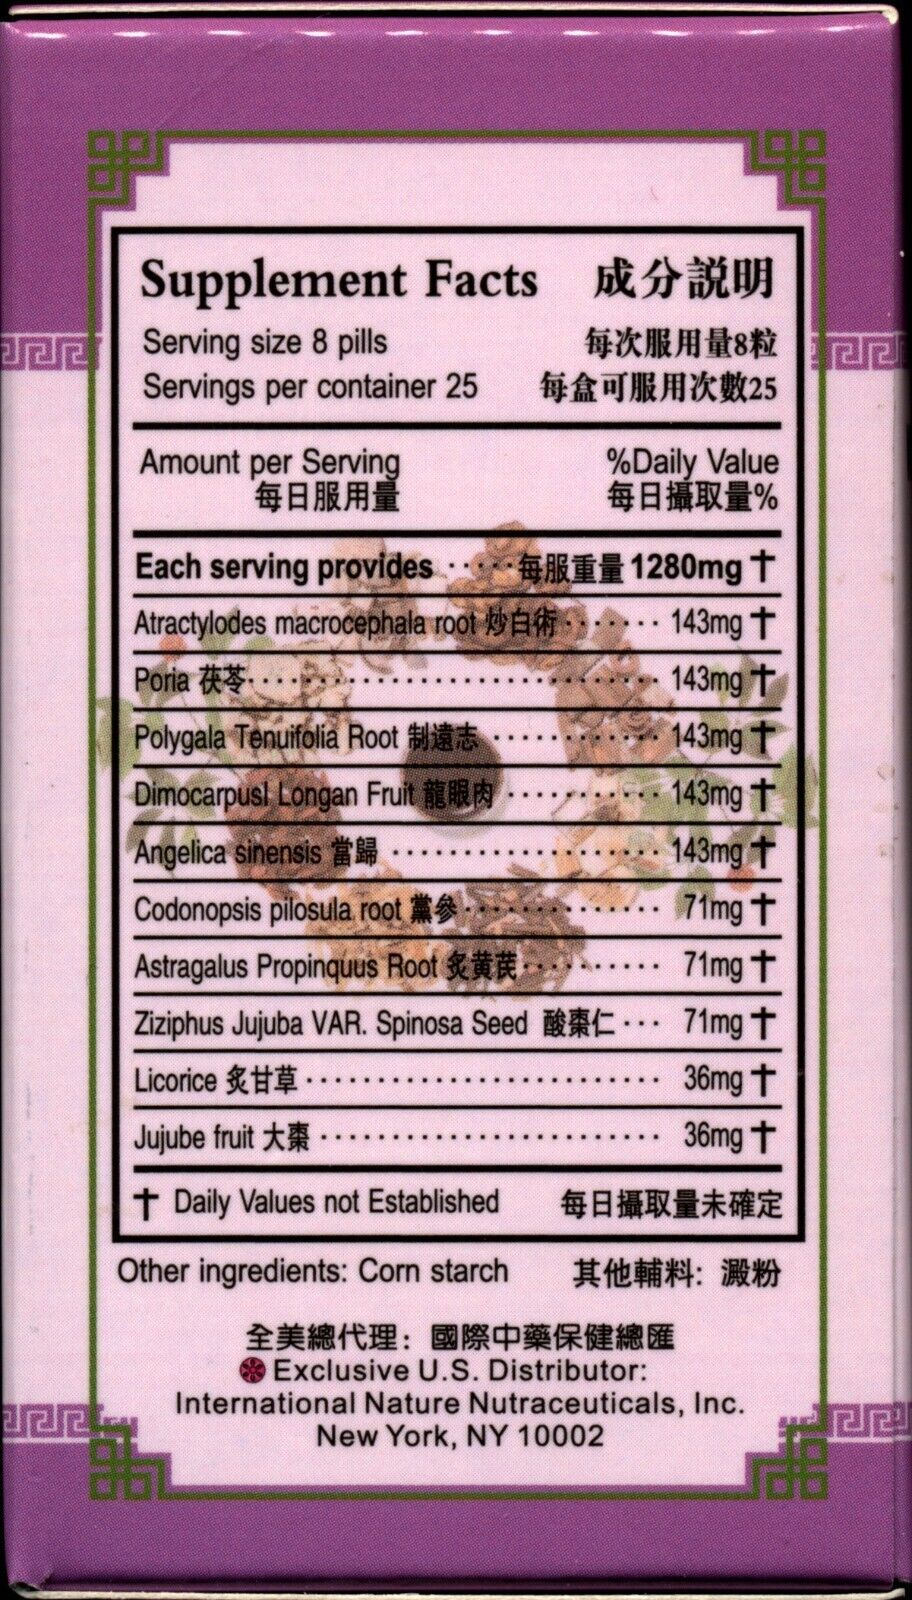 Supplement Facts 成分説明
Serving size 8 pills 每次服用量8粒
Servings per container 25 每盒可服用次數25
Amount per Serving %Daily Value
每日服用量 每日攝取量%
Each serving provides ······每服重量 1280mg †
Atractylodes macrocephala root 炒白術······· 143mg †
Poria 茯苓······························ 143mg †
Polygala Tenuifolia Root 制遠志 ············ 143mg †
Dimocarpusl Longan Fruit 龍眼肉 ··········· 143mg †
Angelica sinensis 當歸 ···················· 143mg †
Codonopsis pilosula root 黨參·············· 71mg †
Astragalus Propinquus Root 炙黃芪·········· 71mg †
Ziziphus Jujuba VAR. Spinosa Seed 酸棗仁··· 71mg †
Licorice 炙甘草·························· 36mg †
Jujube fruit 大棗 ························· 36mg †
† Daily Values not Established 每日攝取量未確定
Other ingredients: Corn starch 其他輔料: 澱粉
全美總代理: 國際中藥保健總匯
Exclusive U.S. Distributor:
International Nature Nutraceuticals, Inc.
New York, NY 10002